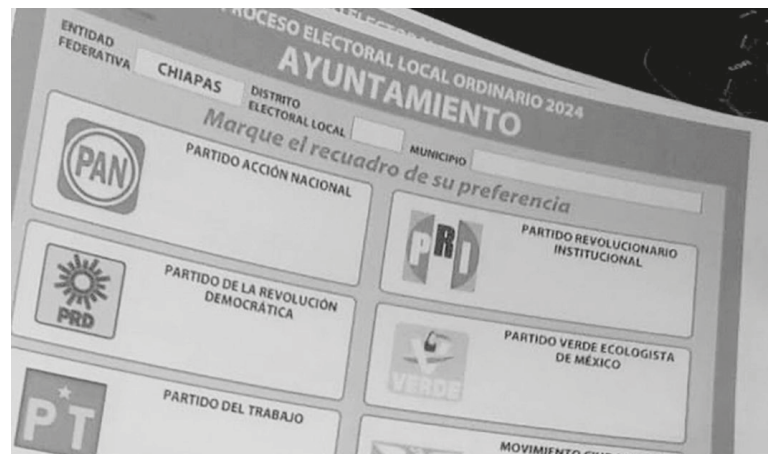 PROCESO ELECTORAL LOCAL ORDINARIO 2024
AYUNTAMIENTO
ENTIDAD
FEDERATIVA
CHIAPAS
DISTRITO
ELECTORAL LOCAL
MUNICIPIO
Marque el recuadro de su preferencia
PAN
PARTIDO ACCIÓN NACIONAL
PRI
PARTIDO REVOLUCIONARIO
INSTITUCIONAL
PRD
PARTIDO DE LA REVOLUCIÓN
DEMOCRÁTICA
VERDE
PARTIDO VERDE ECOLOGISTA
DE MÉXICO
PT
PARTIDO DEL TRABAJO
MOVIMIENTO